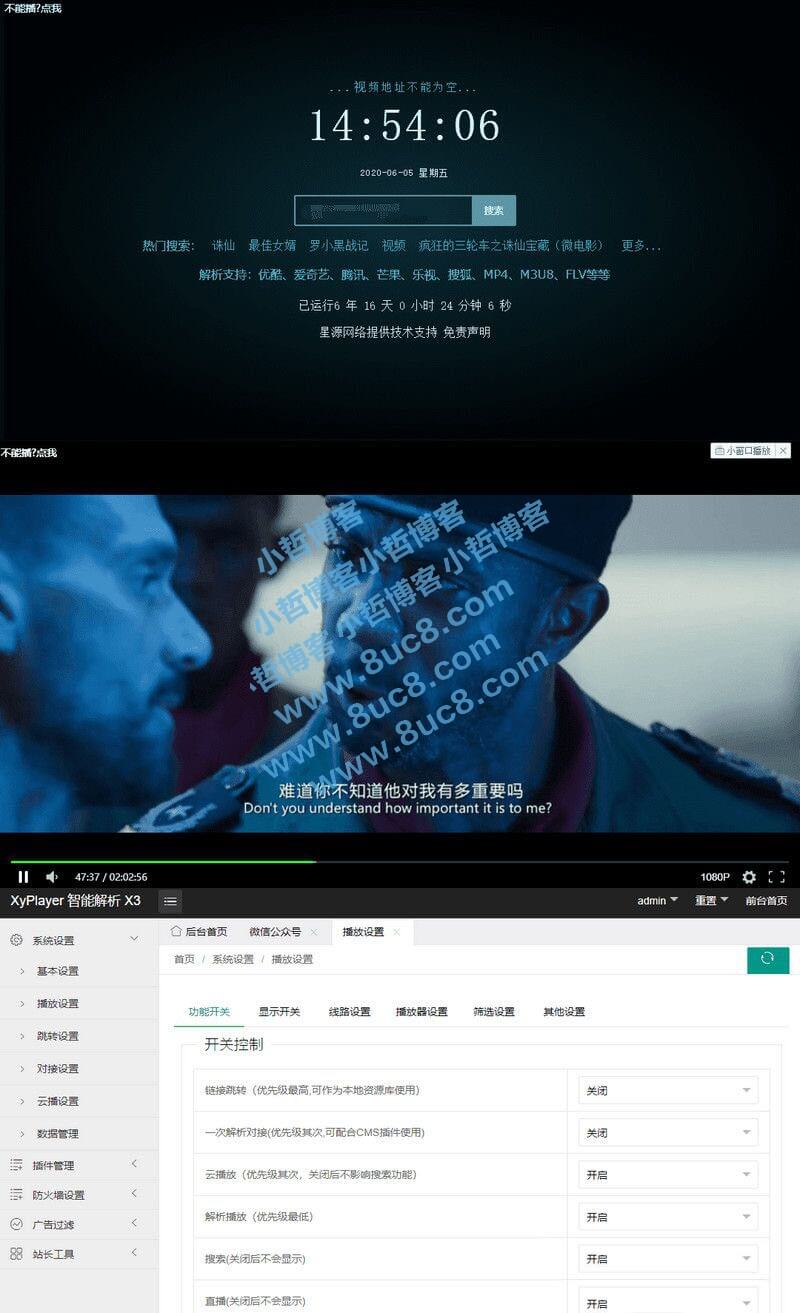 不能播?点我
...视频地址不能为空...
14:54:06
2020-06-05 星期五
搜索
热门搜索： 诛仙 最佳女婿 罗小黑战记 视频 疯狂的三轮车之诛仙宝藏（微电影） 更多...
解析支持：优酷、爱奇艺、腾讯、芒果、乐视、搜狐、MP4、M3U8、FLV等等
已运行6 年 16 天 0 小时 24 分钟 6 秒
星源网络提供技术支持 免责声明
不能播?点我
小窗口播放
小哲博客 小哲博客 小哲博客
小哲博客 小哲博客 小哲博客
小哲博客
www.8uc8.com
www.8uc8.com
www.8uc8.com
难道你不知道他对我有多重要吗
Don't you understand how important it is to me?
47:37 / 02:02:56
1080P
XyPlayer 智能解析 X3
admin
重置
前台首页
系统设置
基本设置
播放设置
跳转设置
对接设置
云播设置
数据管理
插件管理
防火墙设置
广告过滤
站长工具
后台首页
微信公众号
播放设置
首页 / 系统设置 / 播放设置
功能开关
显示开关
线路设置
播放器设置
筛选设置
其他设置
开关控制
链接跳转（优先级最高,可作为本地资源库使用）
关闭
一次解析对接(优先级其次,可配合CMS插件使用)
关闭
云播放（优先级其次，关闭后不影响搜索功能）
开启
解析播放（优先级最低）
开启
搜索(关闭后不会显示)
开启
直播(关闭后不会显示)
开启